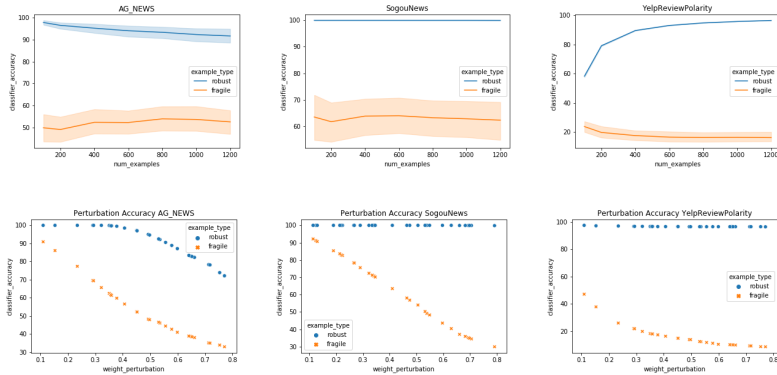 AG_NEWS
100
90
80
70
60
50
classifier_accuracy
example_type
robust
fragile
200
400
600
800
1000
1200
num_examples
SogouNews
100
90
80
70
60
classifier_accuracy
example_type
robust
fragile
200
400
600
800
1000
1200
num_examples
YelpReviewPolarity
100
80
60
40
20
classifier_accuracy
example_type
robust
fragile
200
400
600
800
1000
1200
num_examples
Perturbation Accuracy AG_NEWS
100
90
80
70
60
50
40
30
classifier_accuracy
example_type
robust
fragile
0.1
0.2
0.3
0.4
0.5
0.6
0.7
0.8
weight_perturbation
Perturbation Accuracy SogouNews
100
90
80
70
60
50
40
30
classifier_accuracy
example_type
robust
fragile
0.1
0.2
0.3
0.4
0.5
0.6
0.7
0.8
weight_perturbation
Perturbation Accuracy YelpReviewPolarity
100
80
60
40
20
classifier_accuracy
example_type
robust
fragile
0.1
0.2
0.3
0.4
0.5
0.6
0.7
0.8
weight_perturbation